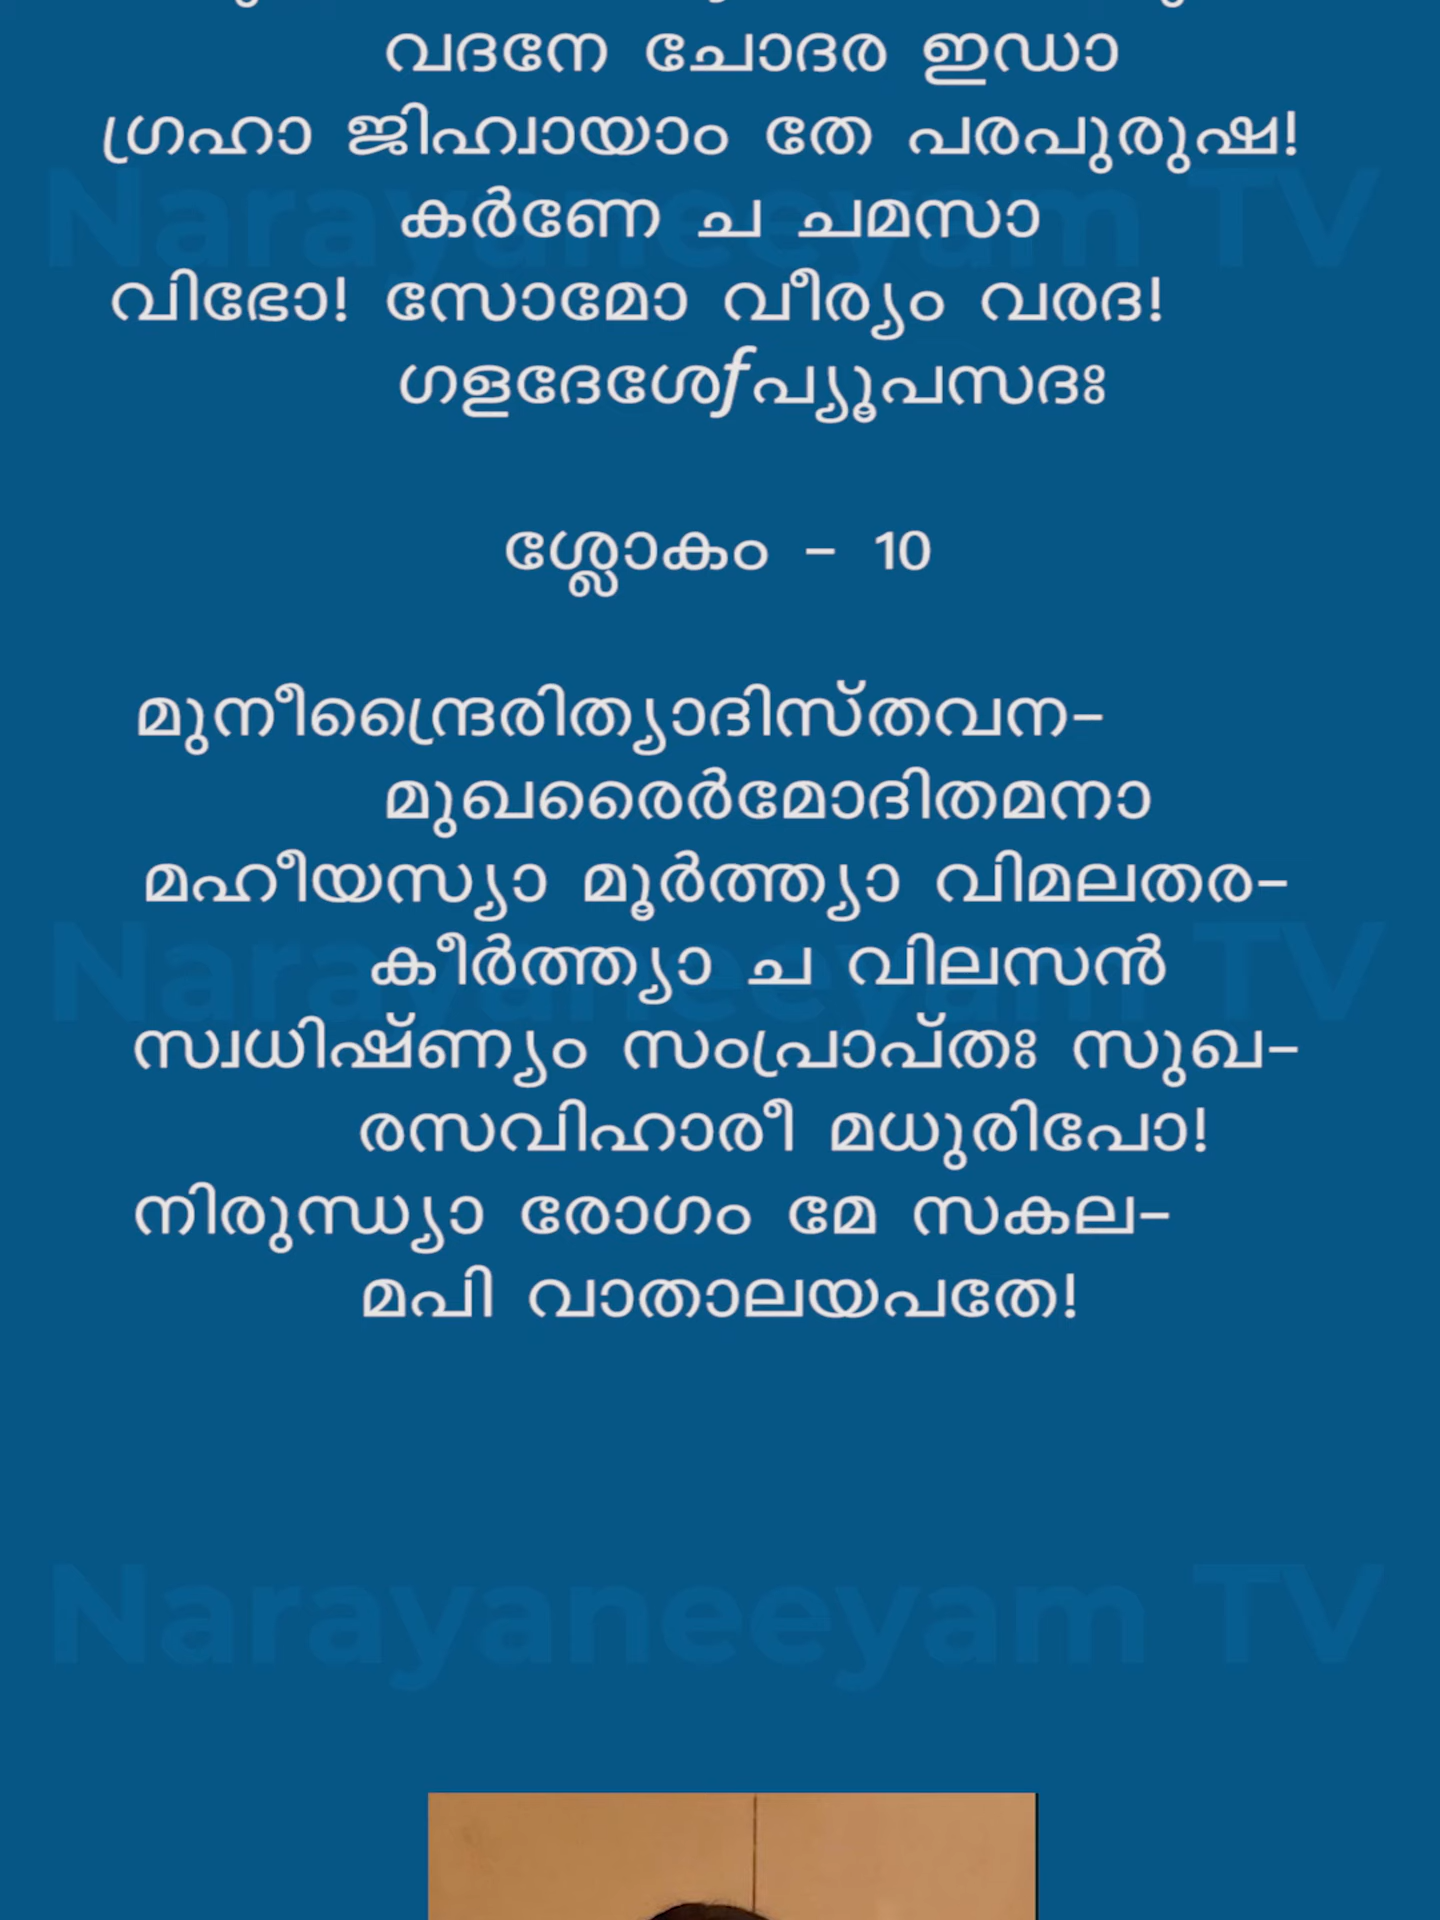 വദനേ ചോദര ഇഡാ
ഗ്രഹാ ജിഹ്വായാം തേ പരപുരുഷ!
കർണേ ച ചമസാ
വിഭോ! സോമോ വീര്യം വരദ!
ഗളദേശേƒപ്യൂപസദഃ
ശ്ലോകം - 10
മുനീന്ദ്രൈരിത്യാദിസ്തവന-
മുഖരൈർമോദിതമനാ
മഹീയസ്യാ മൂർത്ത്യാ വിമലതര-
കീർത്ത്യാ ച വിലസൻ
സ്വധിഷ്ണ്യം സംപ്രാപ്തഃ സുഖ-
രസവിഹാരീ മധുരിപോ!
നിരുന്ധ്യാ രോഗം മേ സകല-
മപി വാതാലയപതേ!
Narayaneeyam TV
Narayaneeyam TV
Narayaneeyam TV